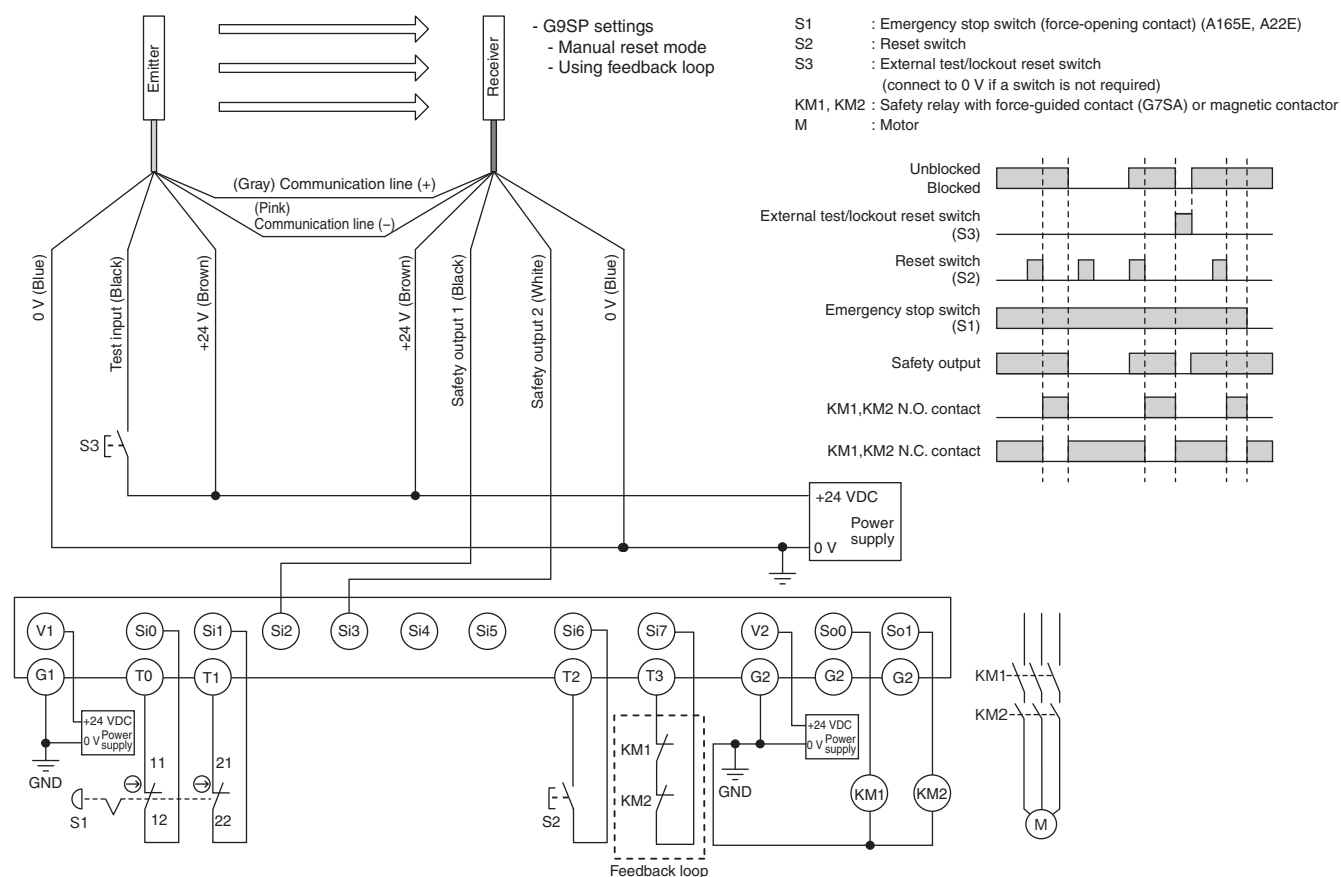 Emitter
Receiver
- G9SP settings
- Manual reset mode
- Using feedback loop
S1 : Emergency stop switch (force-opening contact) (A165E, A22E)
S2 : Reset switch
S3 : External test/lockout reset switch
(connect to 0 V if a switch is not required)
KM1, KM2 : Safety relay with force-guided contact (G7SA) or magnetic contactor
M : Motor
(Gray) Communication line (+)
(Pink)
Communication line (−)
0 V (Blue)
Test input (Black)
+24 V (Brown)
+24 V (Brown)
Safety output 1 (Black)
Safety output 2 (White)
0 V (Blue)
S3
Unblocked
Blocked
External test/lockout reset switch
(S3)
Reset switch
(S2)
Emergency stop switch
(S1)
Safety output
KM1,KM2 N.O. contact
KM1,KM2 N.C. contact
+24 VDC
Power
supply
0 V
V1 Si0 Si1 Si2 Si3 Si4 Si5 Si6 Si7 V2 So0 So1
G1 T0 T1 T2 T3 G2 G2 G2
+24 VDC
0 V Power
supply
GND
11
21
12
22
S1
S2
KM1
KM2
Feedback loop
+24 VDC
0 V Power
supply
GND
KM1
KM2
KM1
KM2
M